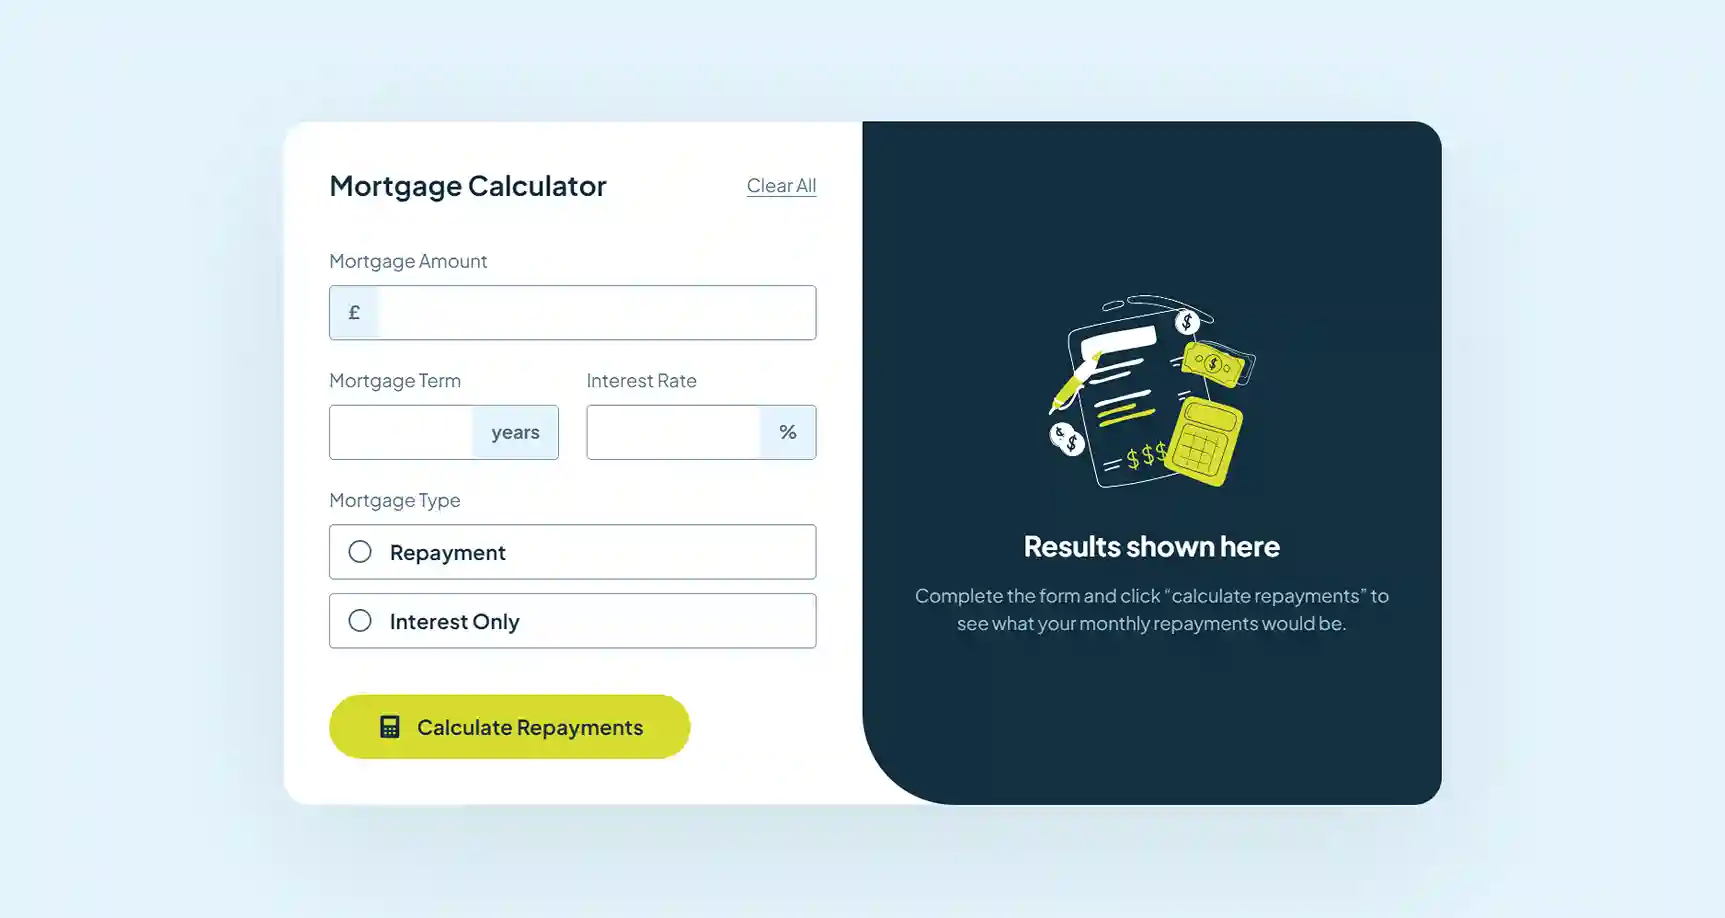 Mortgage Calculator
Clear All
Mortgage Amount
£
Mortgage Term
Interest Rate
years
%
Mortgage Type
Repayment
Interest Only
Calculate Repayments
$
$
$
$
$$$
Results shown here
Complete the form and click “calculate repayments” to
see what your monthly repayments would be.